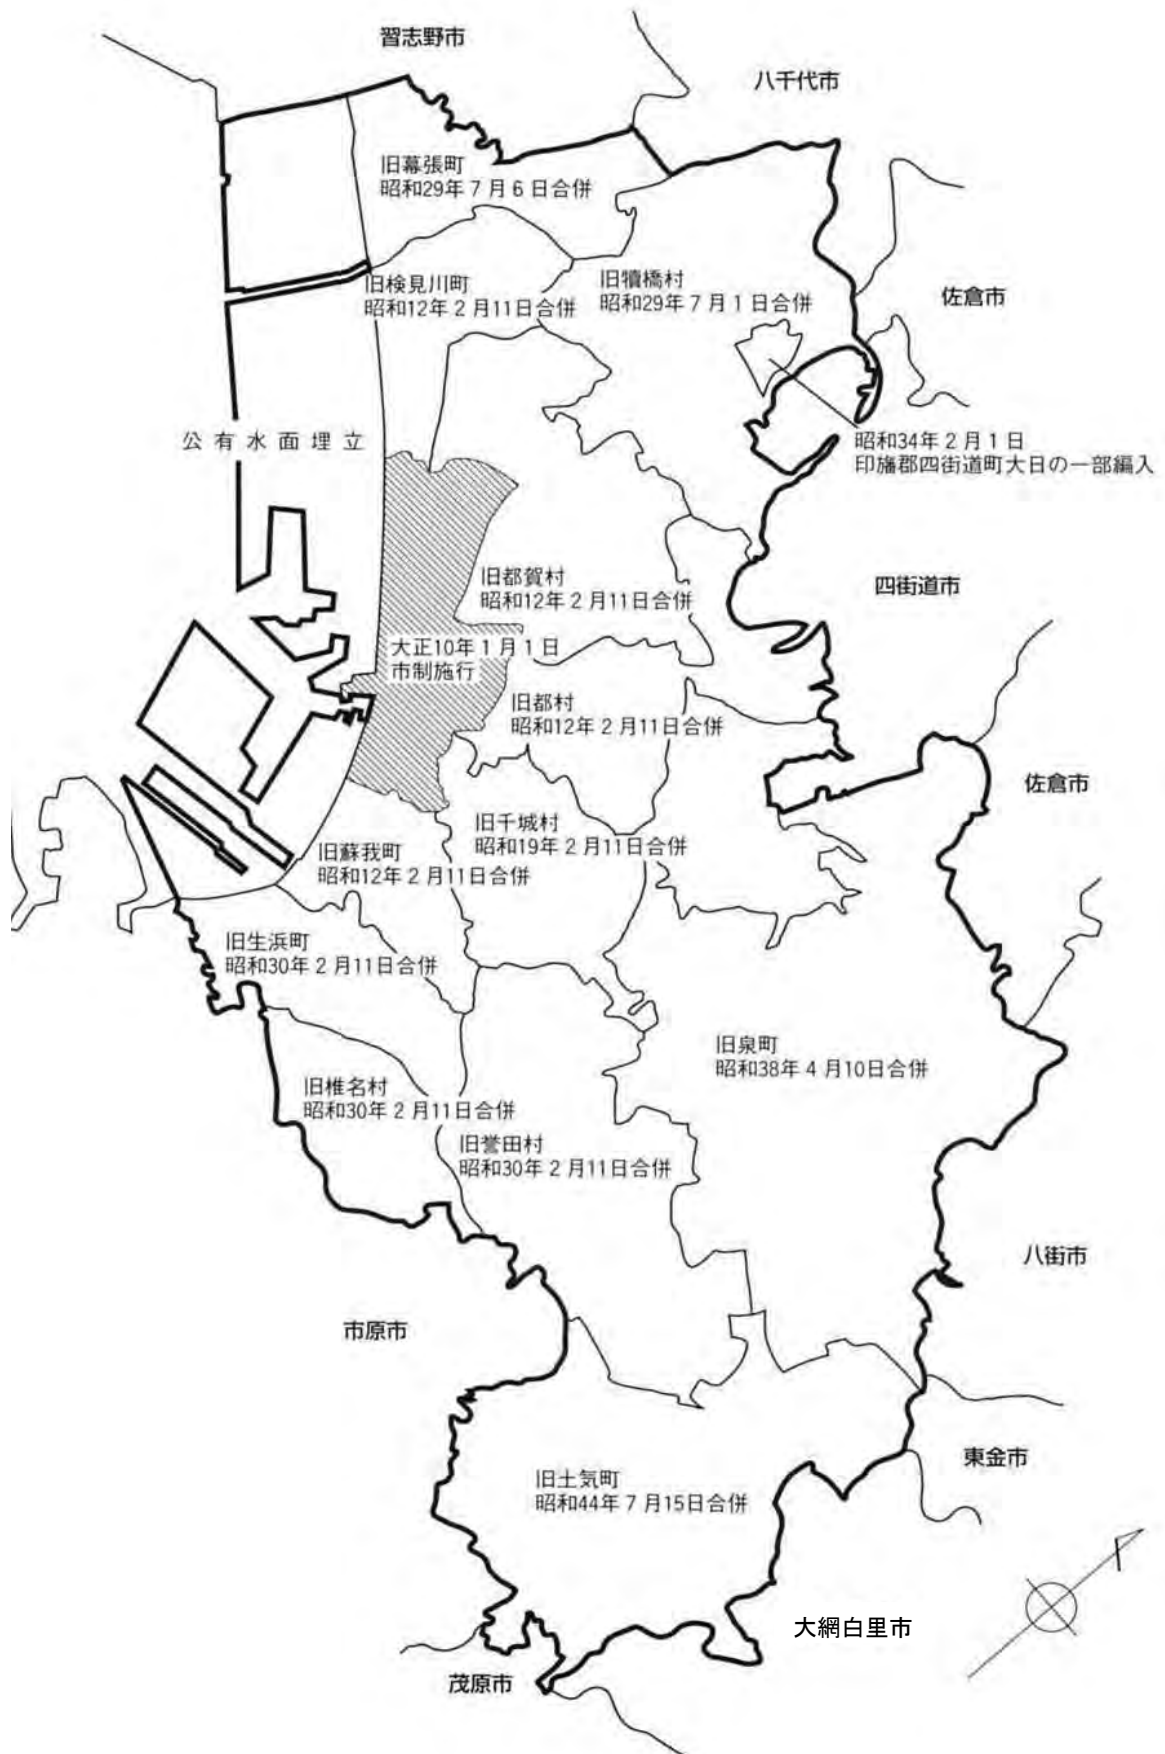 習志野市
八千代市
旧幕張町
昭和29年7月6日合併
旧検見川町
昭和12年2月11日合併
旧犢橋村
昭和29年7月1日合併
佐倉市
公有水面埋立
昭和34年2月1日
印旛郡四街道町大日の一部編入
旧都賀村
昭和12年2月11日合併
四街道市
大正10年1月1日
市制施行
旧都村
昭和12年2月11日合併
佐倉市
旧千城村
昭和19年2月11日合併
旧蘇我町
昭和12年2月11日合併
旧生浜町
昭和30年2月11日合併
旧泉町
昭和38年4月10日合併
旧椎名村
昭和30年2月11日合併
旧誉田村
昭和30年2月11日合併
八街市
市原市
東金市
旧土気町
昭和44年7月15日合併
大網白里市
茂原市